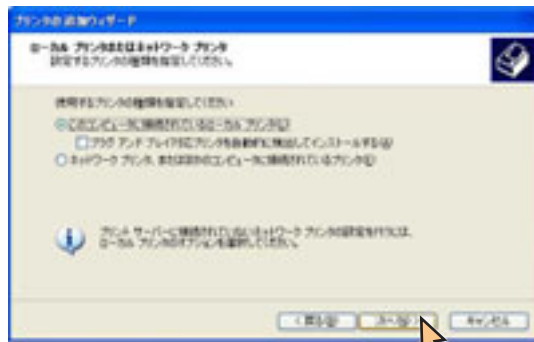 プリンタの追加ウィザード
ローカル プリンタまたはネットワーク プリンタ
設定するプリンタの種類を指定してください。
使用するプリンタの種類を指定してください:
このコンピュータに接続されているローカル プリンタ(L)
プラグ アンド プレイ対応プリンタを自動的に検出してインストールする(A)
ネットワーク プリンタ、またはほかのコンピュータに接続されているプリンタ(E)
プリント サーバーに接続されていないネットワーク プリンタの設定を行うには、
ローカル プリンタのオプションを選択してください。
< 戻る(B) 次へ(N) > キャンセル